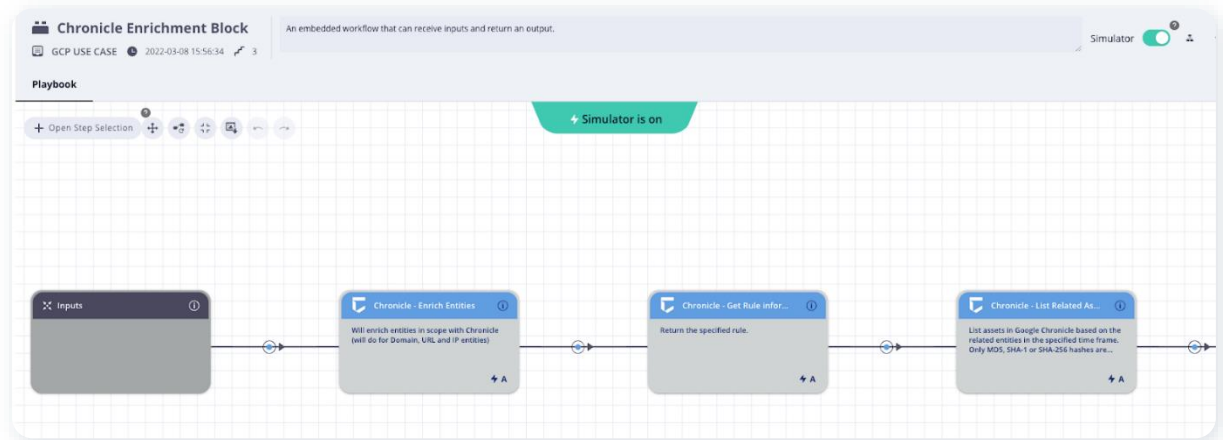 Chronicle Enrichment Block
An embedded workflow that can receive inputs and return an output.
GCP USE CASE 2022-03-08 15:56:34 3
Simulator
Playbook
+ Open Step Selection
Simulator is on
Inputs
Chronicle - Enrich Entities
Will enrich entities in scope with Chronicle
(will do for Domain, URL and IP entities)
A
Chronicle - Get Rule infor...
Return the specified rule.
A
Chronicle - List Related As...
List assets in Google Chronicle based on the
related entities in the specified time frame.
Only MD5, SHA-1 or SHA-256 hashes are...
A